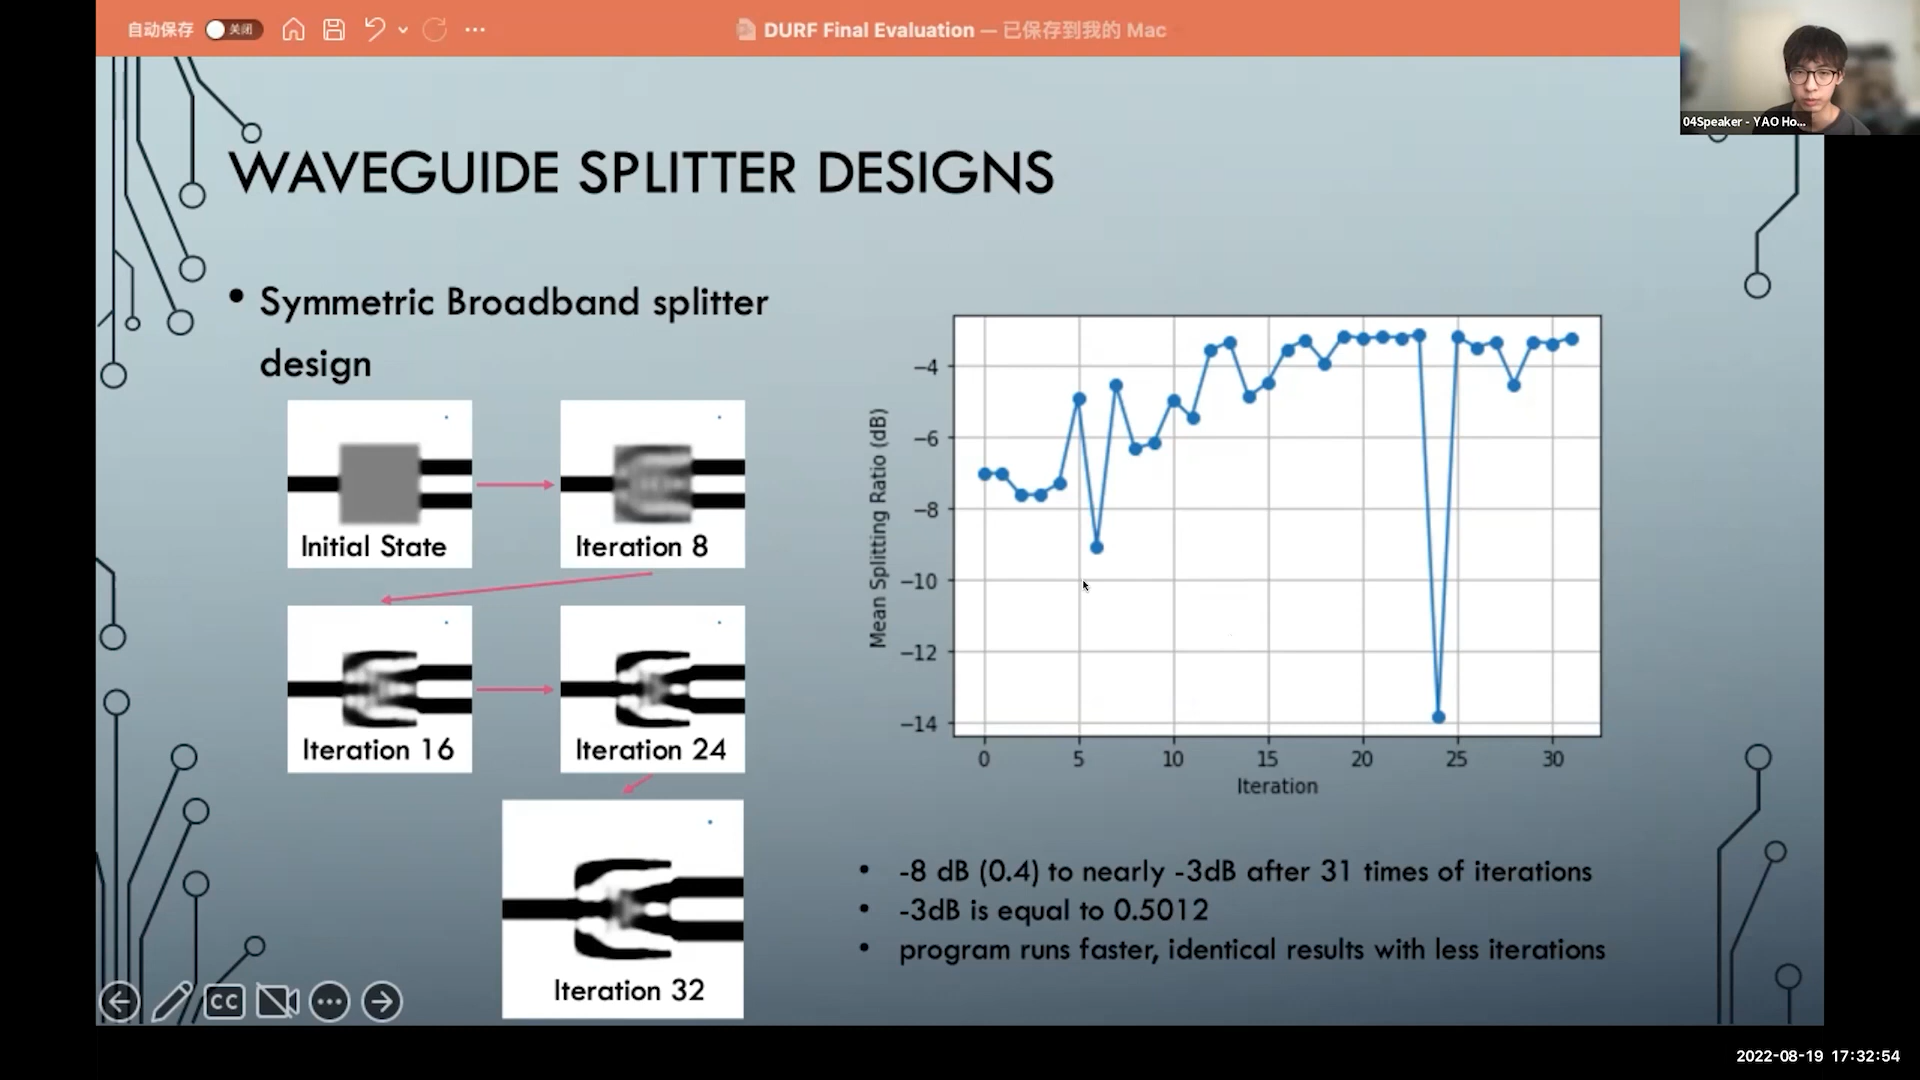 自动保存 关闭 DURF Final Evaluation — 已保存到我的 Mac
04Speaker - YAO Ho...
WAVEGUIDE SPLITTER DESIGNS
• Symmetric Broadband splitter
design
Initial State
Iteration 8
Iteration 16
Iteration 24
Iteration 32
Mean Splitting Ratio (dB)
−4
−6
−8
−10
−12
−14
0 5 10 15 20 25 30
Iteration
• -8 dB (0.4) to nearly -3dB after 31 times of iterations
• -3dB is equal to 0.5012
• program runs faster, identical results with less iterations
CC
2022-08-19 17:32:54